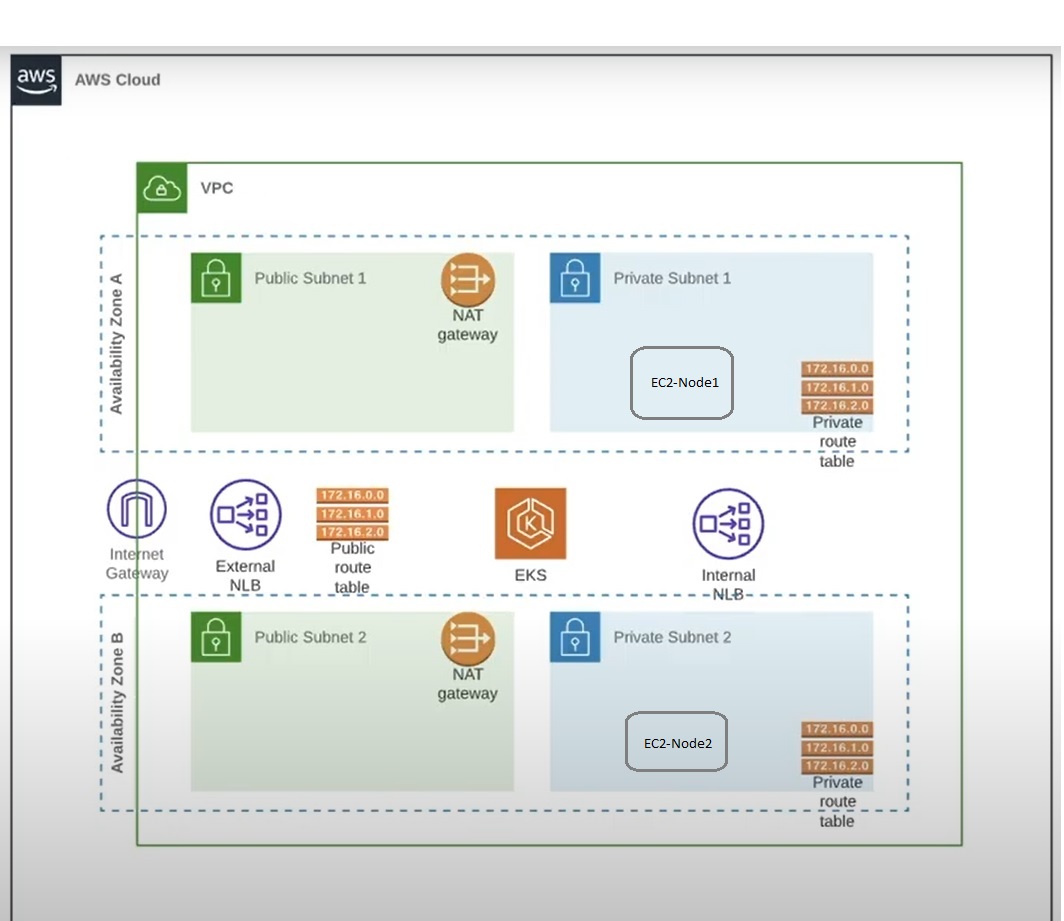 aws
AWS Cloud
VPC
Availability Zone A
Public Subnet 1
NAT
gateway
Private Subnet 1
EC2-Node1
172.16.0.0
172.16.1.0
172.16.2.0
Private
route
table
Internet
Gateway
External
NLB
172.16.0.0
172.16.1.0
172.16.2.0
Public
route
table
K
EKS
Internal
NLB
Availability Zone B
Public Subnet 2
NAT
gateway
Private Subnet 2
EC2-Node2
172.16.0.0
172.16.1.0
172.16.2.0
Private
route
table